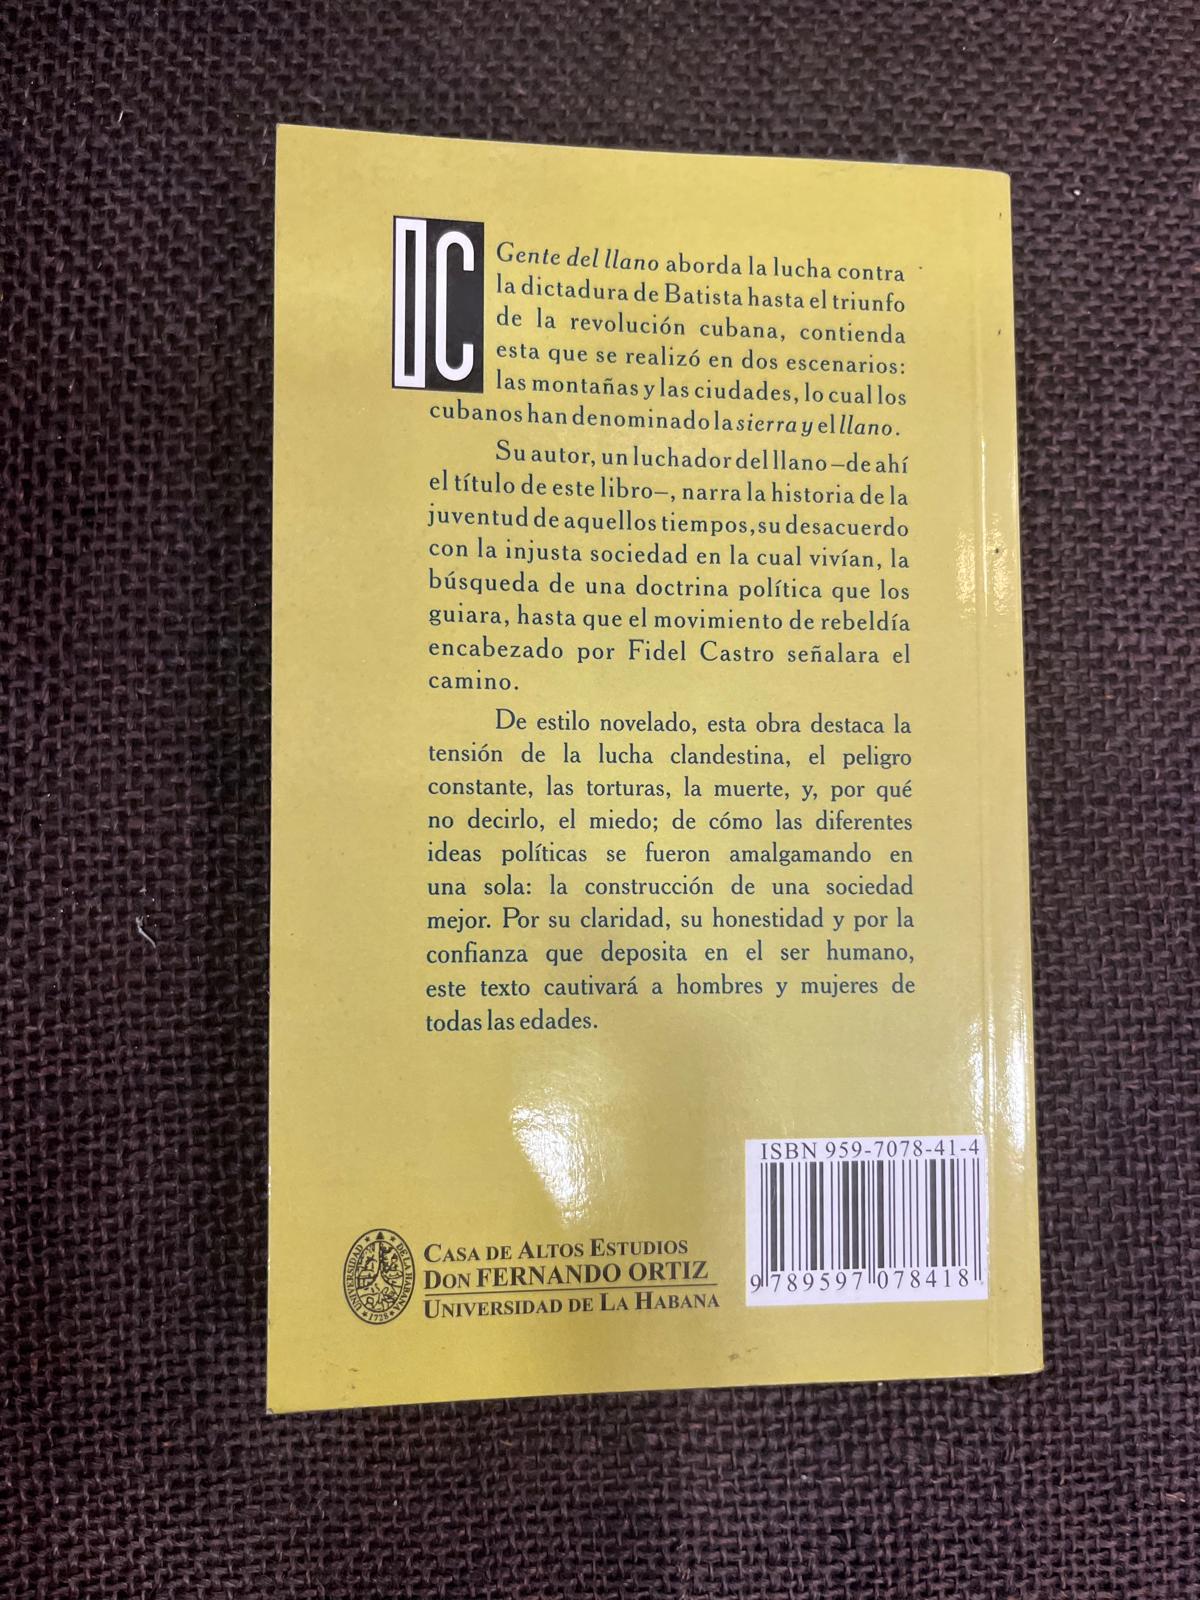 IC
Gente del llano aborda la lucha contra
la dictadura de Batista hasta el triunfo
de la revolución cubana, contienda
esta que se realizó en dos escenarios:
las montañas y las ciudades, lo cual los
cubanos han denominado la sierra y el llano.
Su autor, un luchador del llano –de ahí
el título de este libro–, narra la historia de la
juventud de aquellos tiempos, su desacuerdo
con la injusta sociedad en la cual vivían, la
búsqueda de una doctrina política que los
guiara, hasta que el movimiento de rebeldía
encabezado por Fidel Castro señalara el
camino.
De estilo novelado, esta obra destaca la
tensión de la lucha clandestina, el peligro
constante, las torturas, la muerte, y, por qué
no decirlo, el miedo; de cómo las diferentes
ideas políticas se fueron amalgamando en
una sola: la construcción de una sociedad
mejor. Por su claridad, su honestidad y por la
confianza que deposita en el ser humano,
este texto cautivará a hombres y mujeres de
todas las edades.
ISBN 959-7078-41-4
9 789597 078418
UNIVERSIDAD DE LA HABANA
1728
CASA DE ALTOS ESTUDIOS
DON FERNANDO ORTIZ
UNIVERSIDAD DE LA HABANA